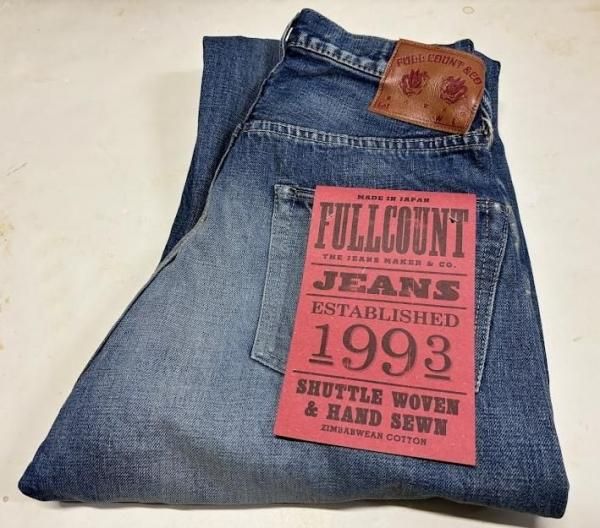 FULLCOUNT & CO
MADE IN JAPAN
FULLCOUNT
THE JEANS MAKER & CO.
JEANS
ESTABLISHED
1993
SHUTTLE WOVEN
& HAND SEWN
ZIMBABWEAN COTTON